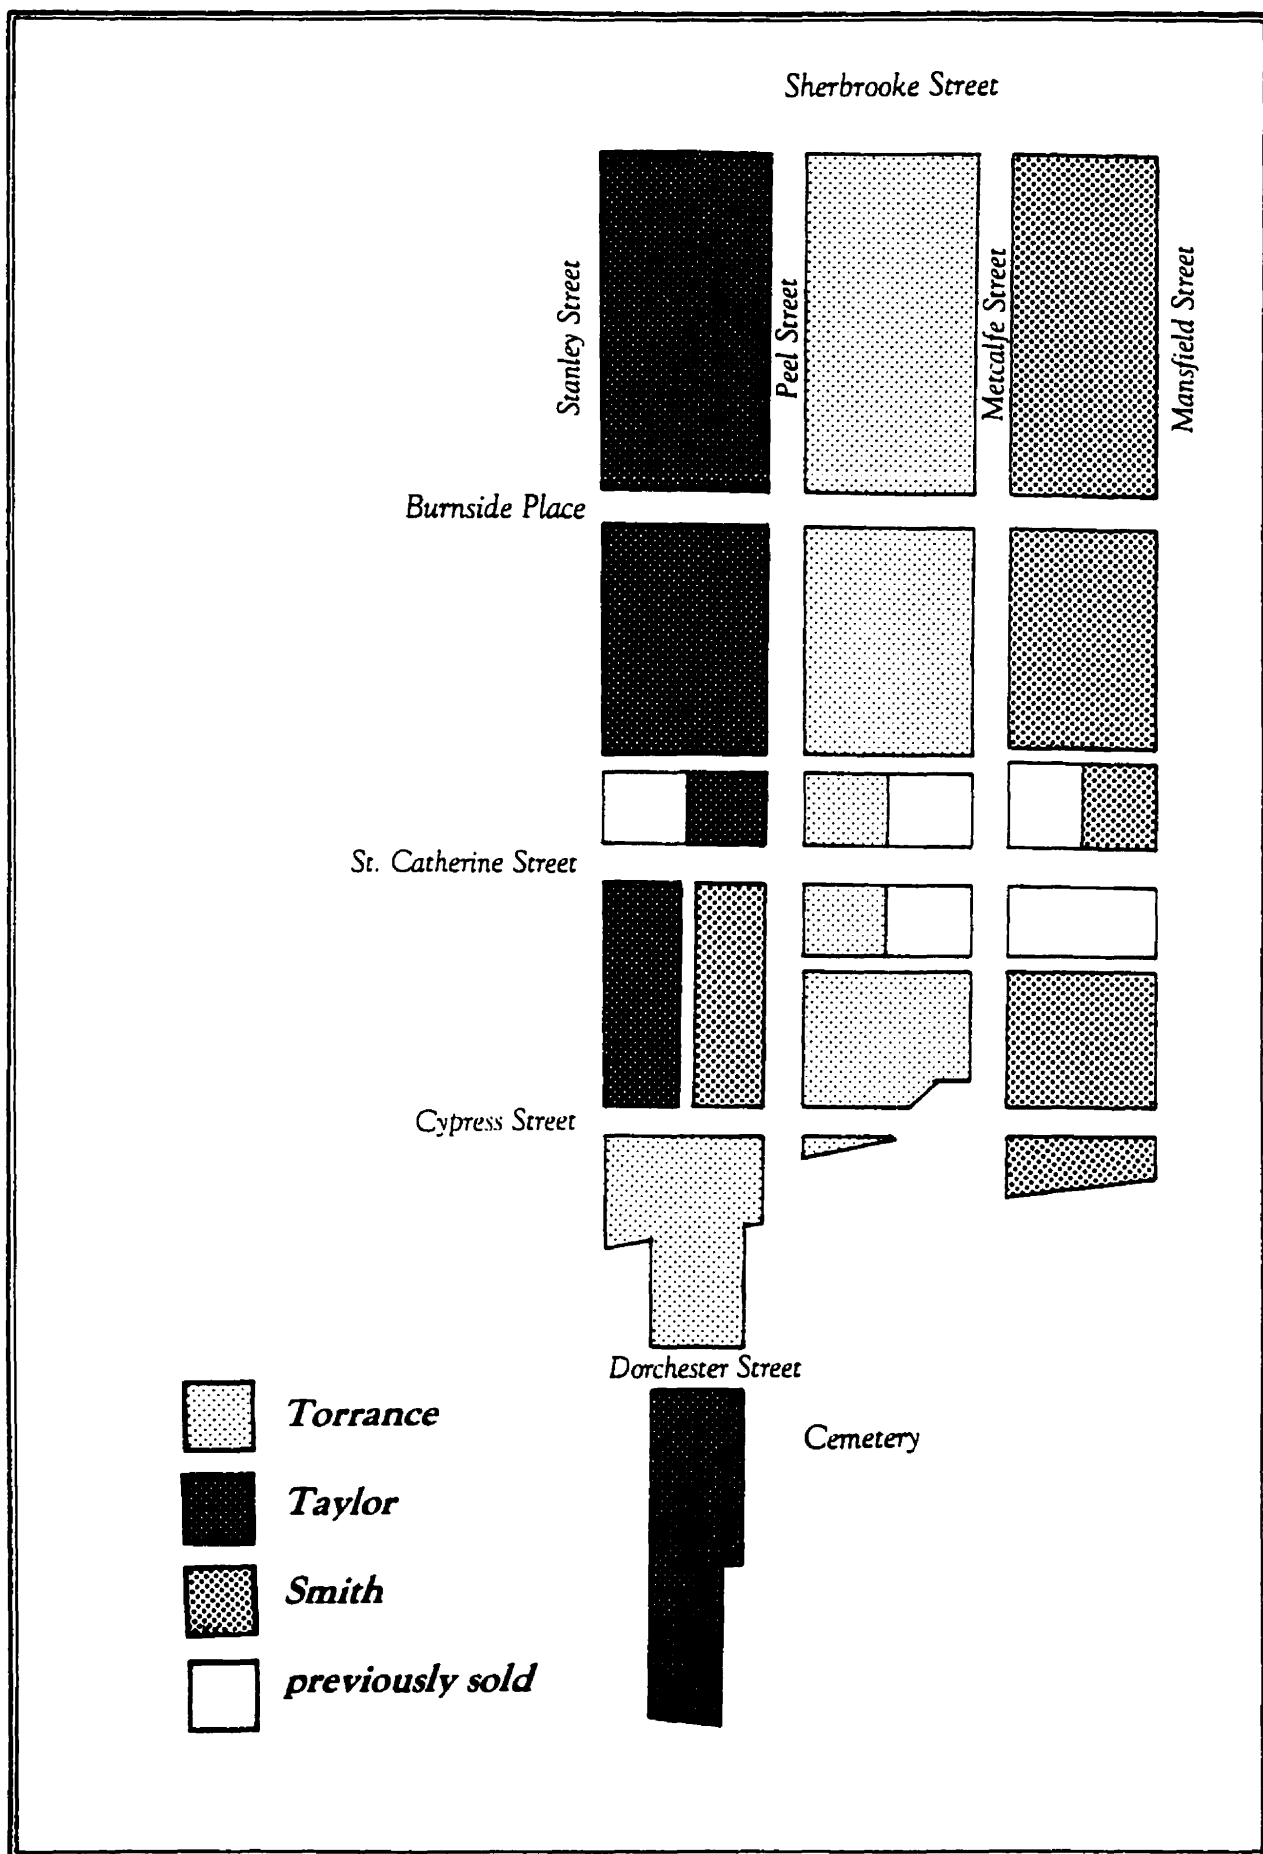 Sherbrooke Street
Stanley Street
Peel Street
Metcalfe Street
Mansfield Street
Burnside Place
St. Catherine Street
Cypress Street
Dorchester Street
Cemetery
Torrance
Taylor
Smith
previously sold